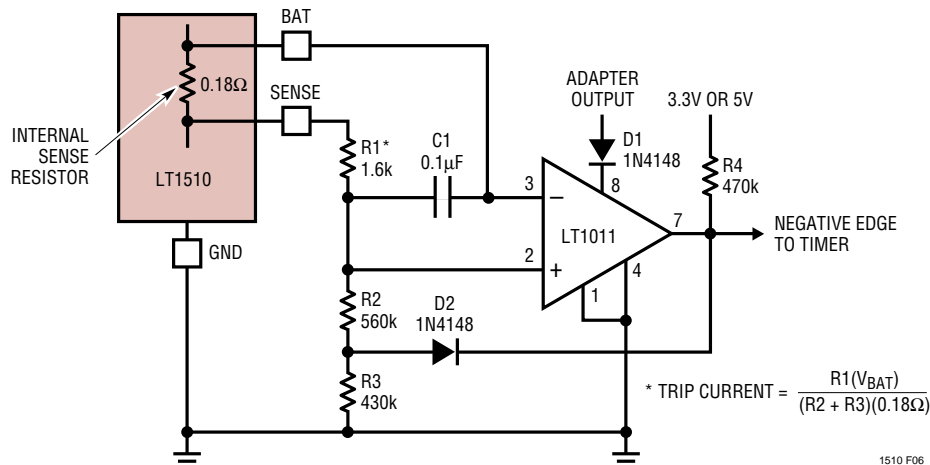 BAT
0.18Ω
SENSE
INTERNAL
SENSE
RESISTOR
LT1510
GND
R1*
1.6k
C1
0.1µF
ADAPTER
OUTPUT
3.3V OR 5V
D1
1N4148
R4
470k
3
8
–
LT1011
7
NEGATIVE EDGE
TO TIMER
2
+
4
1
R2
560k
D2
1N4148
R3
430k
* TRIP CURRENT =
R1(VBAT)
(R2 + R3)(0.18Ω)
1510 F06